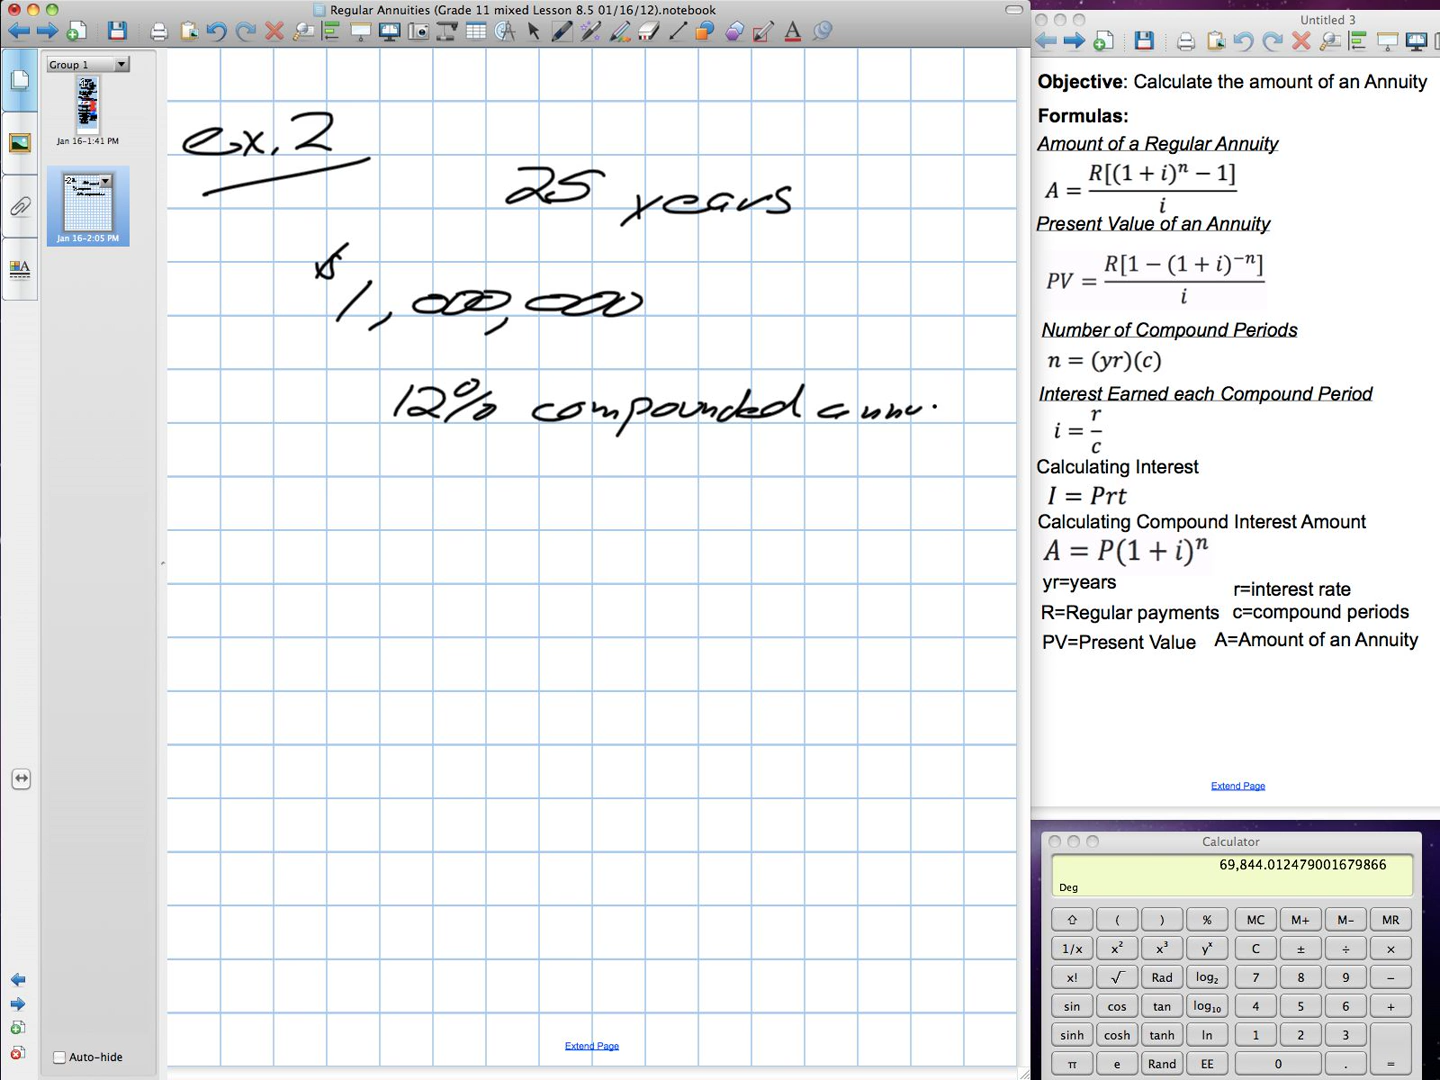 Regular Annuities (Grade 11 mixed Lesson 8.5 01/16/12).notebook
Group 1
Jan 16-1:41 PM
Jan 16-2:05 PM
Auto-hide
ex. 2
25 years
$1,000,000
12% compounded annu.
Extend Page
Untitled 3
Objective: Calculate the amount of an Annuity
Formulas:
Amount of a Regular Annuity
A = R[(1 + i)ⁿ − 1] / i
Present Value of an Annuity
PV = R[1 − (1 + i)⁻ⁿ] / i
Number of Compound Periods
n = (yr)(c)
Interest Earned each Compound Period
i = r / c
Calculating Interest
I = Prt
Calculating Compound Interest Amount
A = P(1 + i)ⁿ
yr=years
r=interest rate
R=Regular payments c=compound periods
PV=Present Value A=Amount of an Annuity
Extend Page
Calculator
69,844.012479001679866
Deg
⇧ ( ) % MC M+ M− MR
1/x x² x³ yˣ C ± ÷ ×
x! √ Rad log₂ 7 8 9 −
sin cos tan log₁₀ 4 5 6 +
sinh cosh tanh ln 1 2 3
π e Rand EE 0 . =